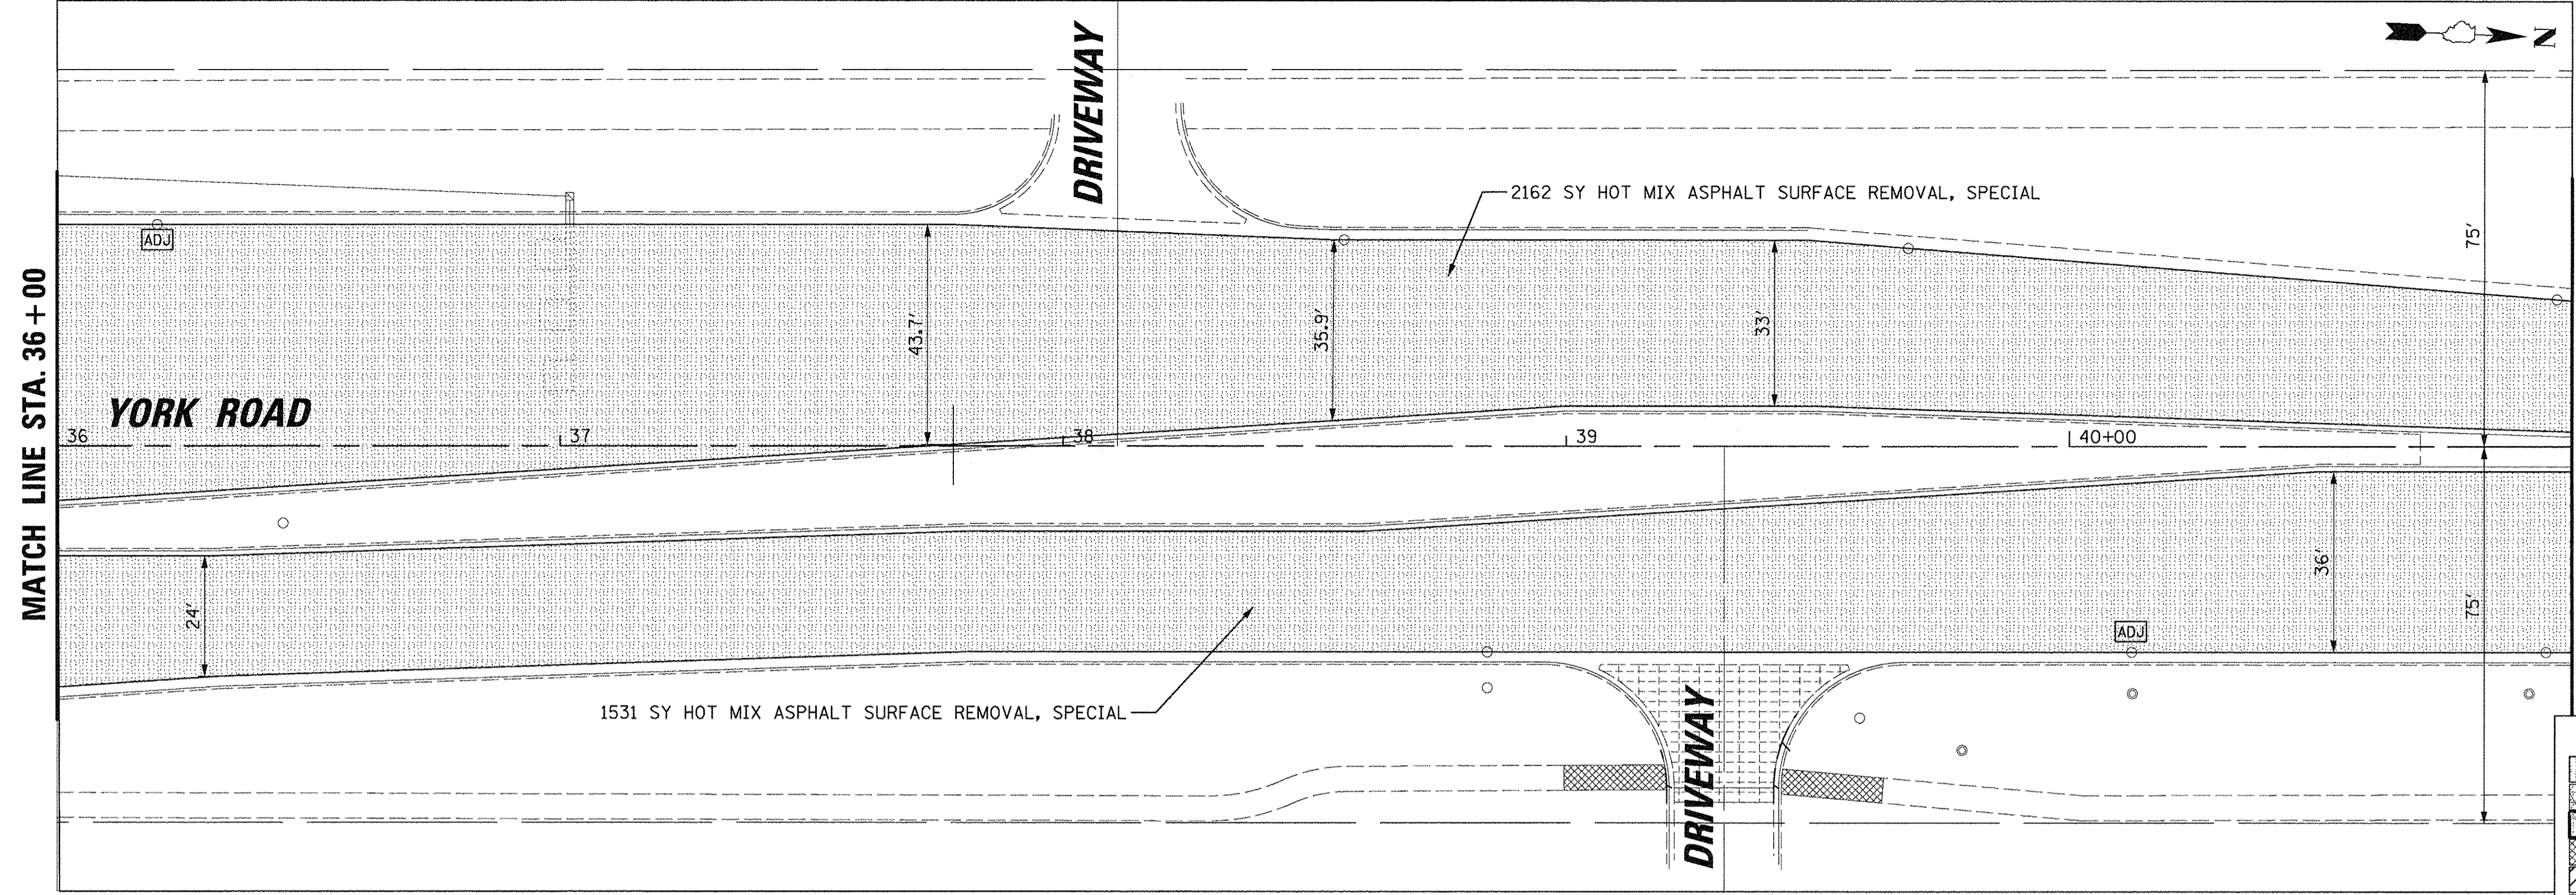 N
DRIVEWAY
2162 SY HOT MIX ASPHALT SURFACE REMOVAL, SPECIAL
ADJ
75'
43.7'
35.9'
33'
MATCH LINE STA. 36+00
YORK ROAD
36
37
38
39
40+00
24'
36'
75'
ADJ
1531 SY HOT MIX ASPHALT SURFACE REMOVAL, SPECIAL
DRIVEWAY